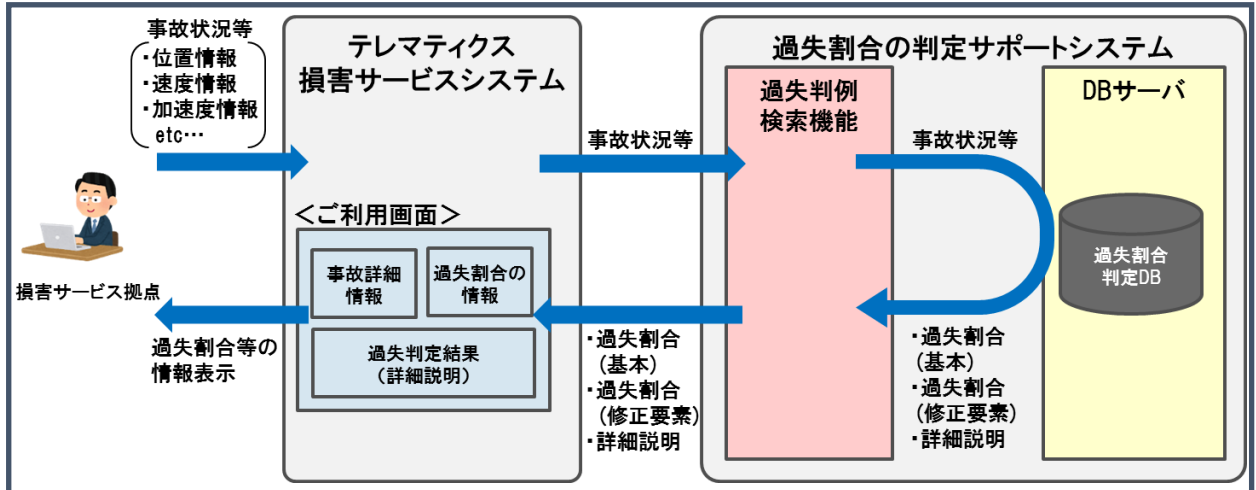 事故状況等
・位置情報
・速度情報
・加速度情報
etc…
損害サービス拠点
過失割合等の
情報表示
テレマティクス
損害サービスシステム
＜ご利用画面＞
事故詳細
情報
過失割合の
情報
過失判定結果
（詳細説明）
事故状況等
・過失割合
（基本）
・過失割合
（修正要素）
・詳細説明
過失割合の判定サポートシステム
過失判例
検索機能
事故状況等
・過失割合
（基本）
・過失割合
（修正要素）
・詳細説明
DBサーバ
過失割合
判定DB